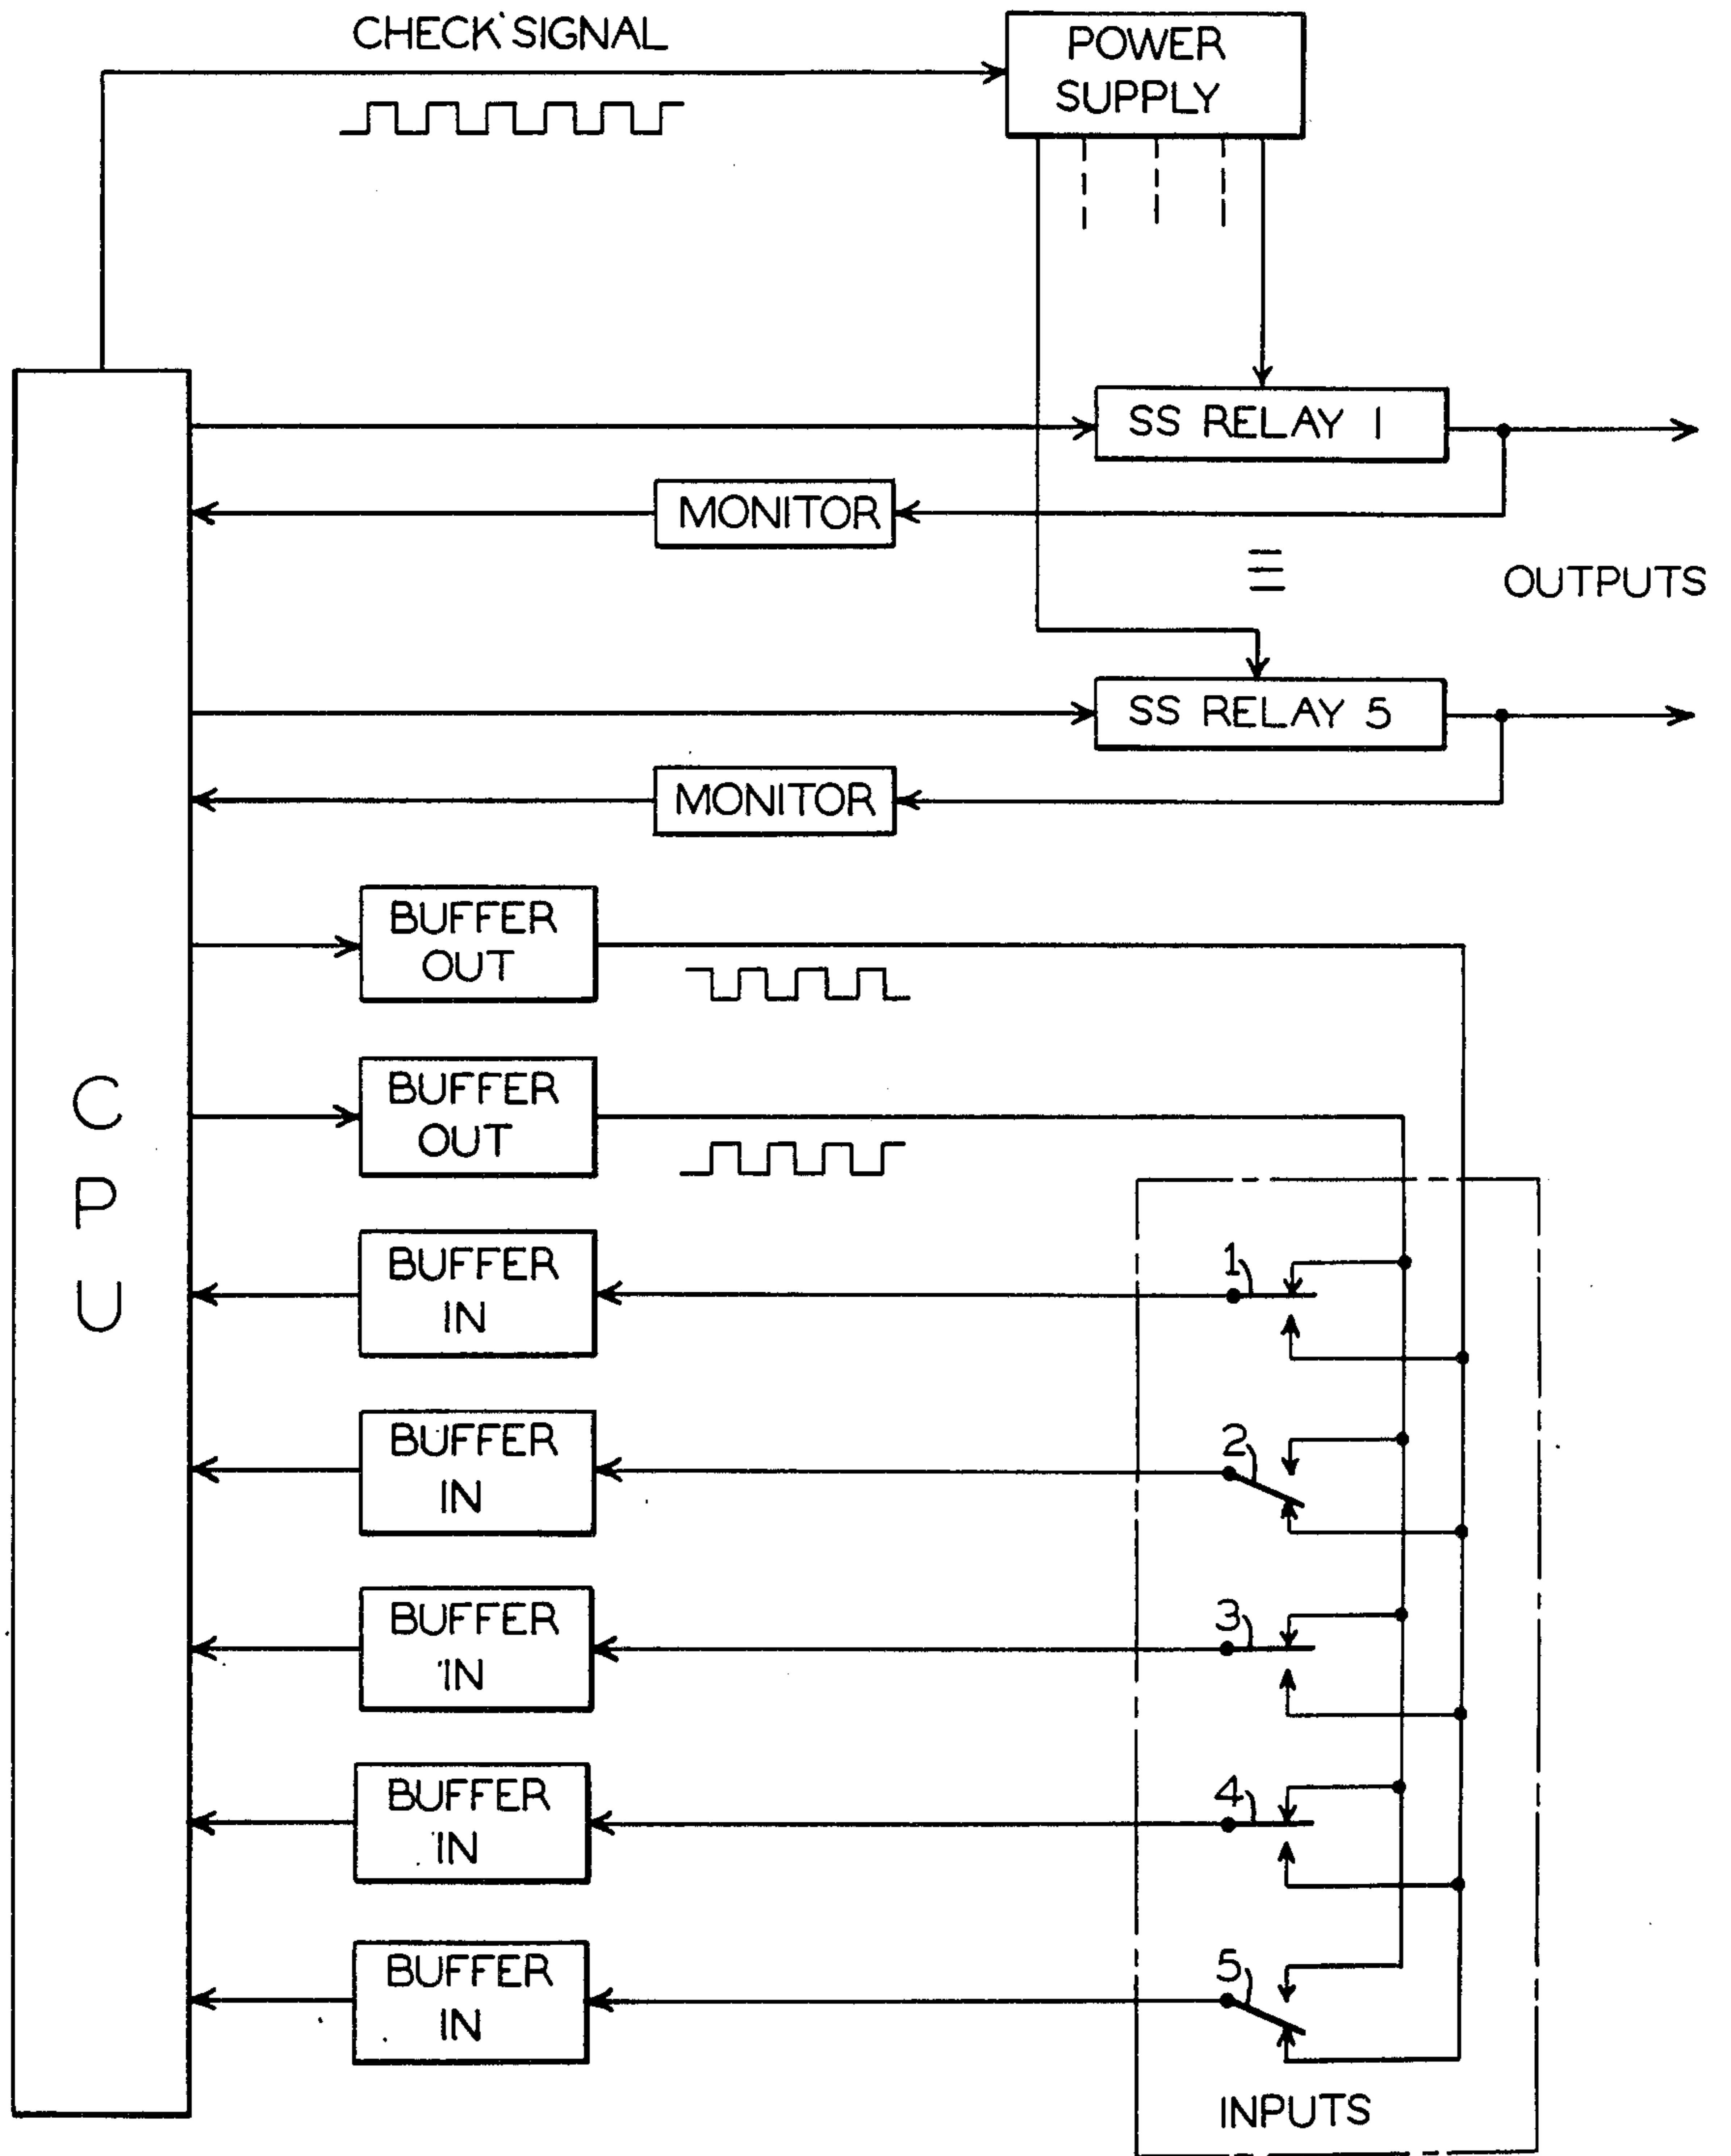 CHECK SIGNAL
POWER
SUPPLY
SS RELAY 1
MONITOR
OUTPUTS
SS RELAY 5
MONITOR
BUFFER
OUT
BUFFER
OUT
CPU
BUFFER
IN
1
BUFFER
IN
2
BUFFER
IN
3
BUFFER
IN
4
BUFFER
IN
5
INPUTS